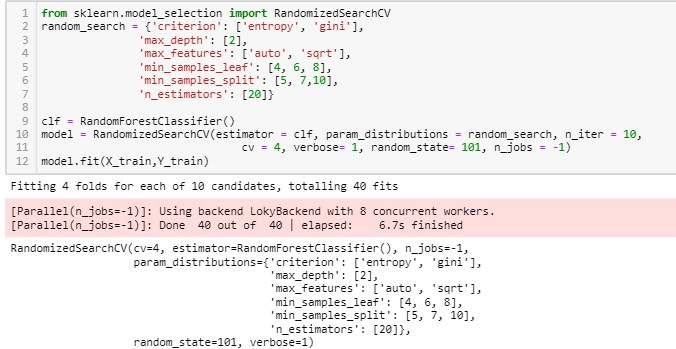 1 from sklearn.model_selection import RandomizedSearchCV
2 random_search = {'criterion': ['entropy', 'gini'],
3                'max_depth': [2],
4                'max_features': ['auto', 'sqrt'],
5                'min_samples_leaf': [4, 6, 8],
6                'min_samples_split': [5, 7,10],
7                'n_estimators': [20]}
8
9 clf = RandomForestClassifier()
10 model = RandomizedSearchCV(estimator = clf, param_distributions = random_search, n_iter = 10,
11                                cv = 4, verbose= 1, random_state= 101, n_jobs = -1)
12 model.fit(X_train,Y_train)
Fitting 4 folds for each of 10 candidates, totalling 40 fits
[Parallel(n_jobs=-1)]: Using backend LokyBackend with 8 concurrent workers.
[Parallel(n_jobs=-1)]: Done  40 out of  40 | elapsed:    6.7s finished
RandomizedSearchCV(cv=4, estimator=RandomForestClassifier(), n_jobs=-1,
                   param_distributions={'criterion': ['entropy', 'gini'],
                                        'max_depth': [2],
                                        'max_features': ['auto', 'sqrt'],
                                        'min_samples_leaf': [4, 6, 8],
                                        'min_samples_split': [5, 7, 10],
                                        'n_estimators': [20]},
                   random_state=101, verbose=1)